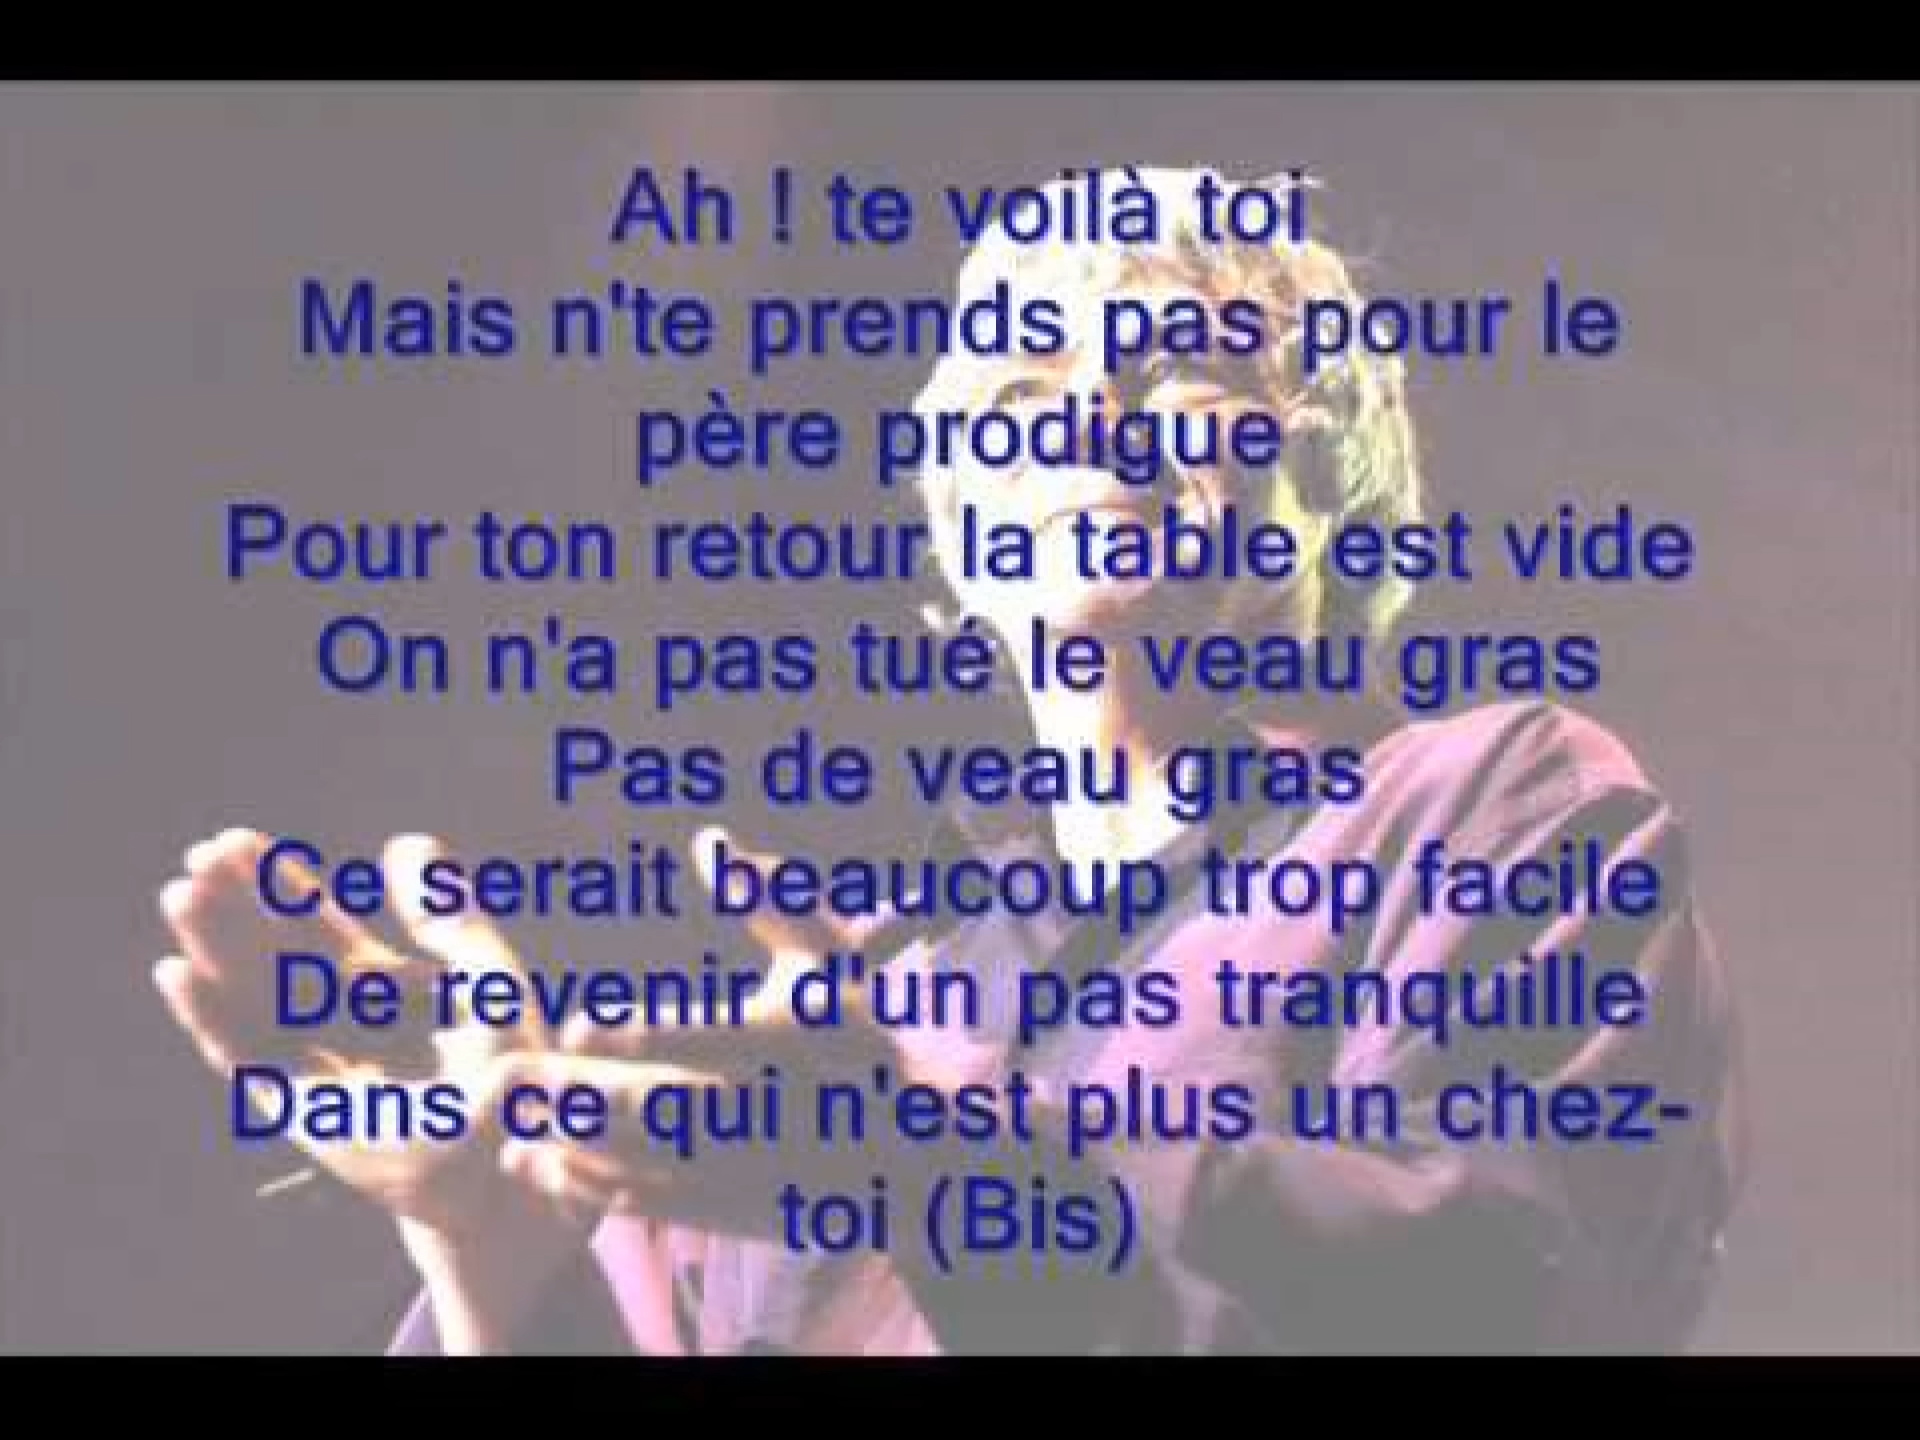 Ah ! te voilà toi
Mais n'te prends pas pour le
père prodigue
Pour ton retour la table est vide
On n'a pas tué le veau gras
Pas de veau gras
Ce serait beaucoup trop facile
De revenir d'un pas tranquille
Dans ce qui n'est plus un chez-
toi (Bis)